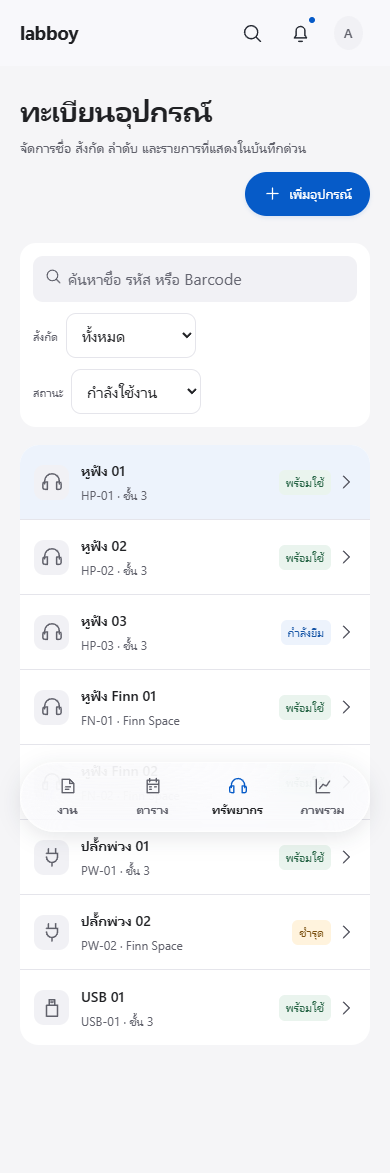 labboy
A
ทะเบียนอุปกรณ์
จัดการชื่อ สังกัด ลำดับ และรายการที่แสดงในบันทึกด่วน
เพิ่มอุปกรณ์
ค้นหาชื่อ รหัส หรือ Barcode
สังกัด ทั้งหมด
สถานะ กำลังใช้งาน
หูฟัง 01
HP-01 · ชั้น 3
พร้อมใช้
หูฟัง 02
HP-02 · ชั้น 3
พร้อมใช้
หูฟัง 03
HP-03 · ชั้น 3
กำลังยืม
หูฟัง Finn 01
FN-01 · Finn Space
พร้อมใช้
หูฟัง Finn 02
งาน ตาราง ทรัพยากร ภาพรวม
ปลั๊กพ่วง 01
PW-01 · ชั้น 3
พร้อมใช้
ปลั๊กพ่วง 02
PW-02 · Finn Space
ชำรุด
USB 01
USB-01 · ชั้น 3
พร้อมใช้